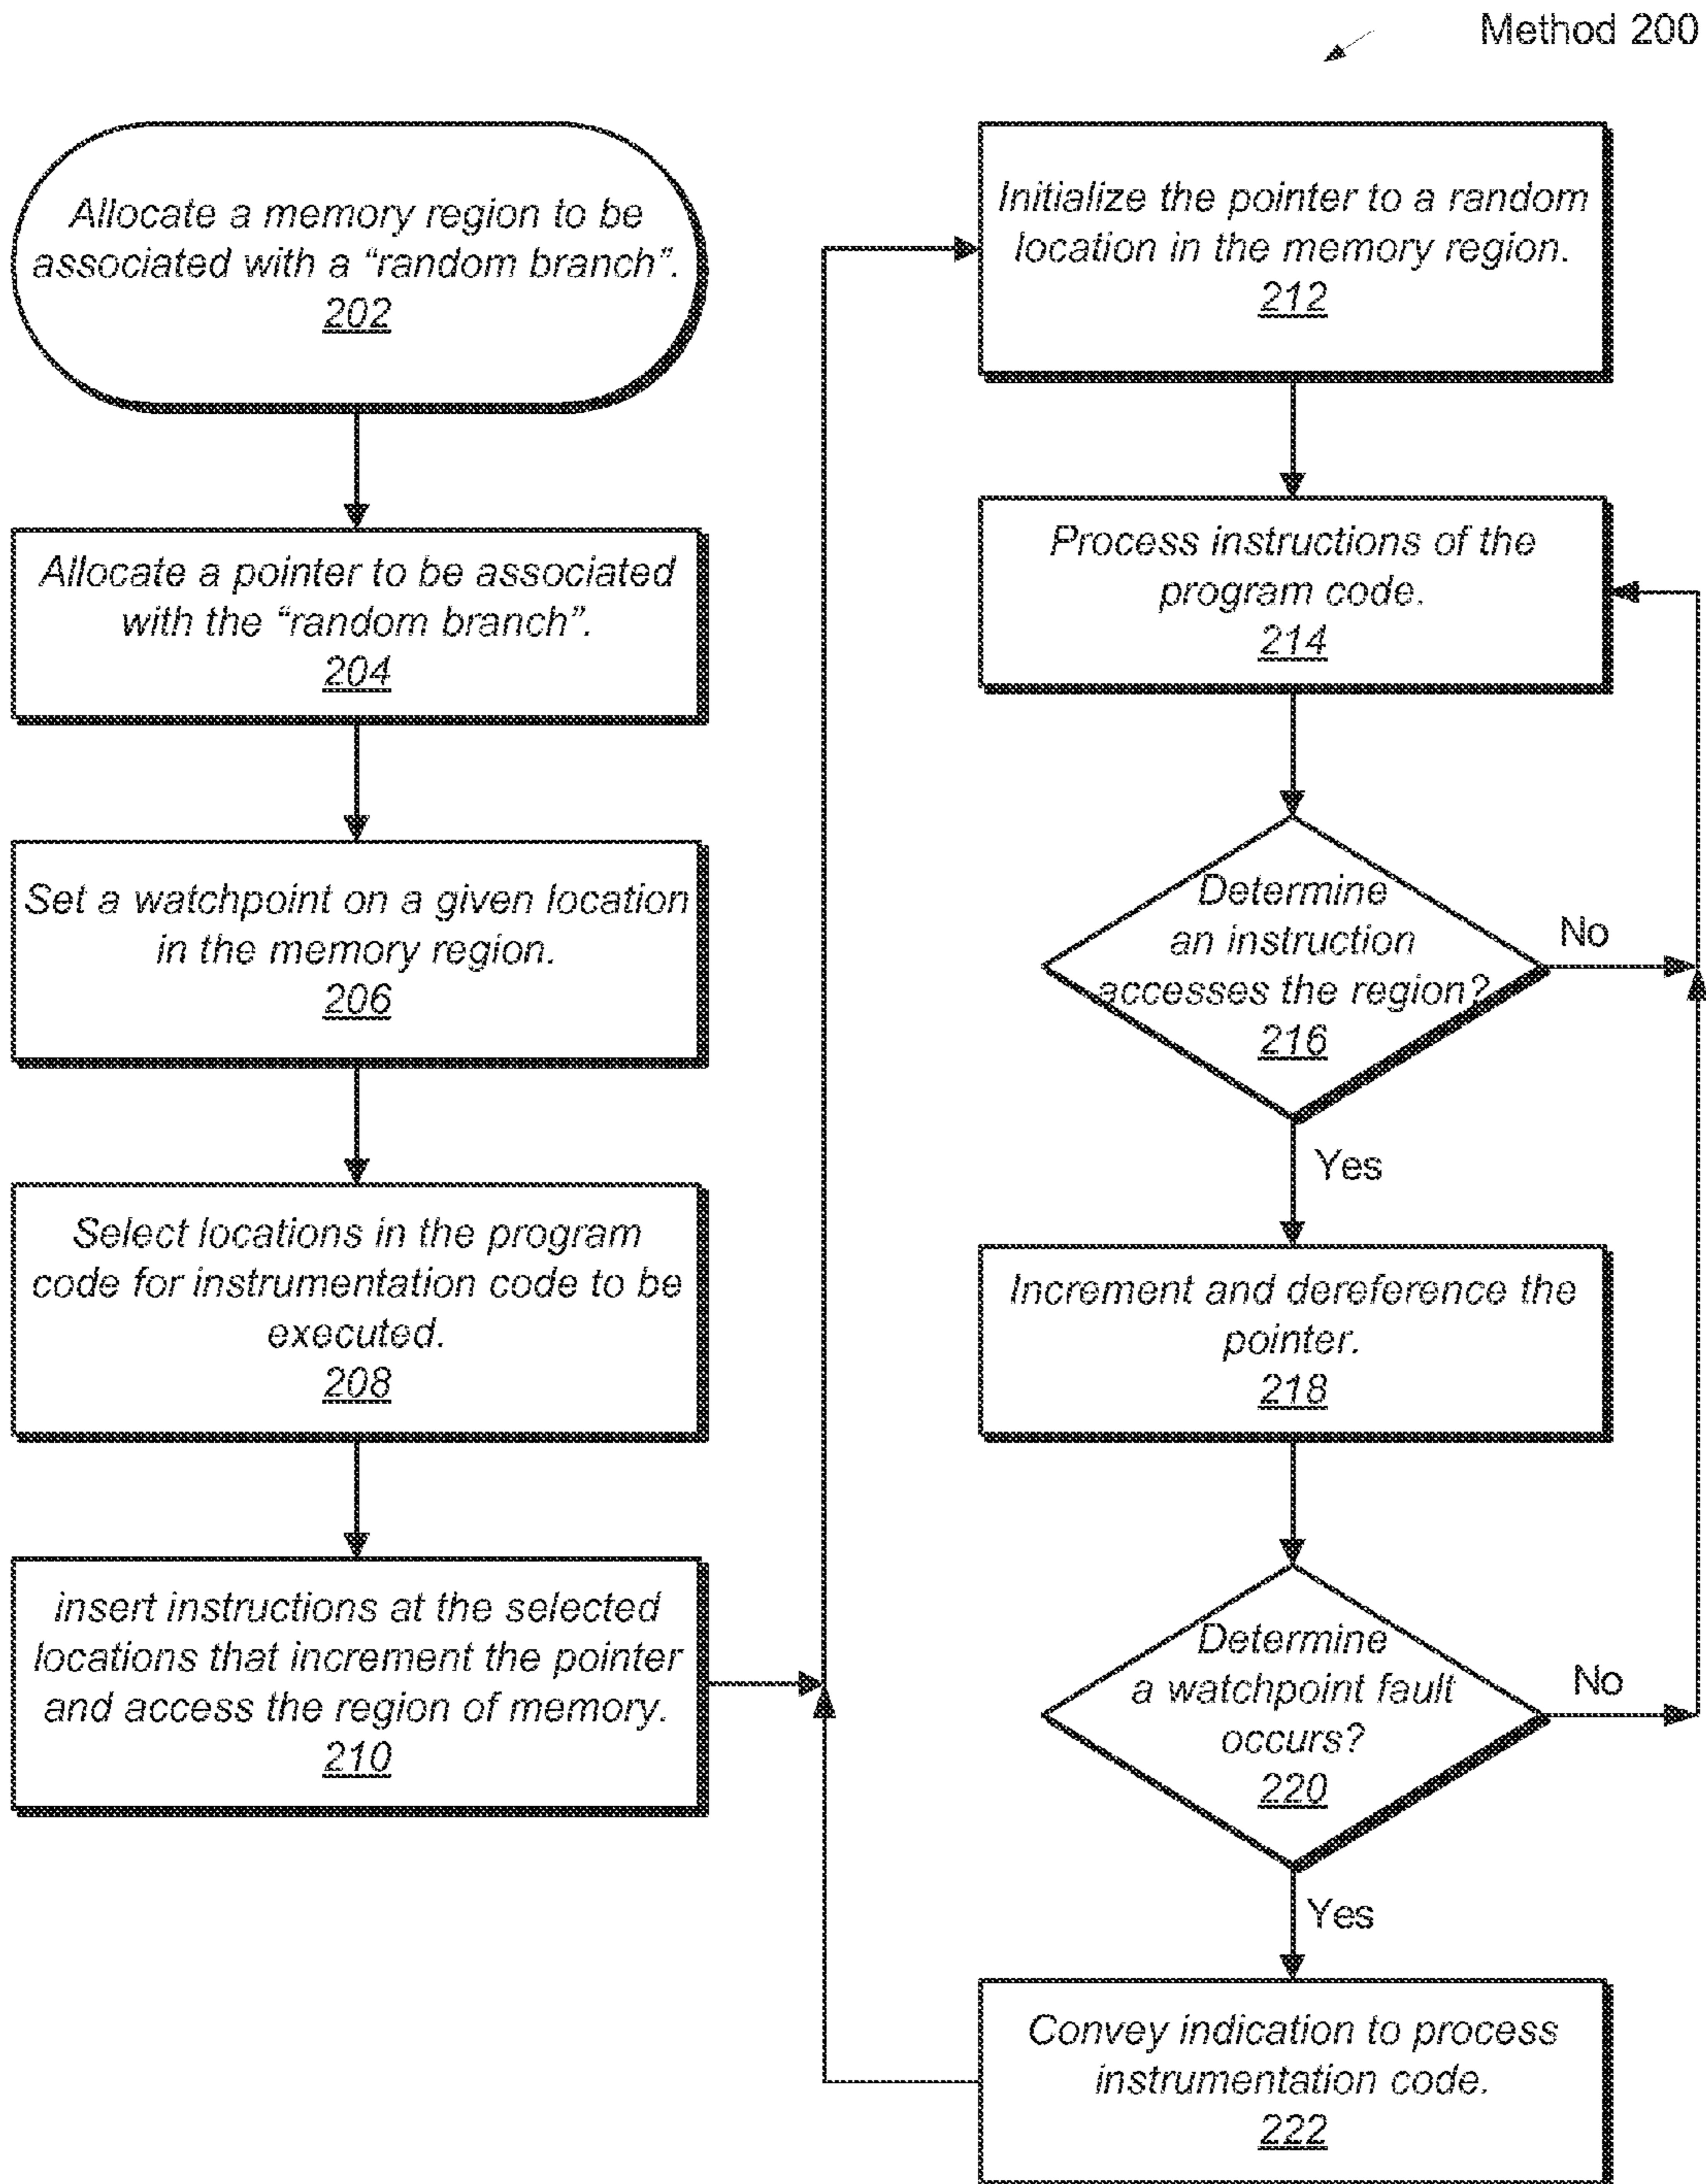 Method 200
Allocate a memory region to be
associated with a “random branch”.
202
Allocate a pointer to be associated
with the “random branch”.
204
Set a watchpoint on a given location
in the memory region.
206
Select locations in the program
code for instrumentation code to be
executed.
208
insert instructions at the selected
locations that increment the pointer
and access the region of memory.
210
Initialize the pointer to a random
location in the memory region.
212
Process instructions of the
program code.
214
Determine
an instruction
accesses the region?
216
No
Yes
Increment and dereference the
pointer.
218
Determine
a watchpoint fault
occurs?
220
No
Yes
Convey indication to process
instrumentation code.
222